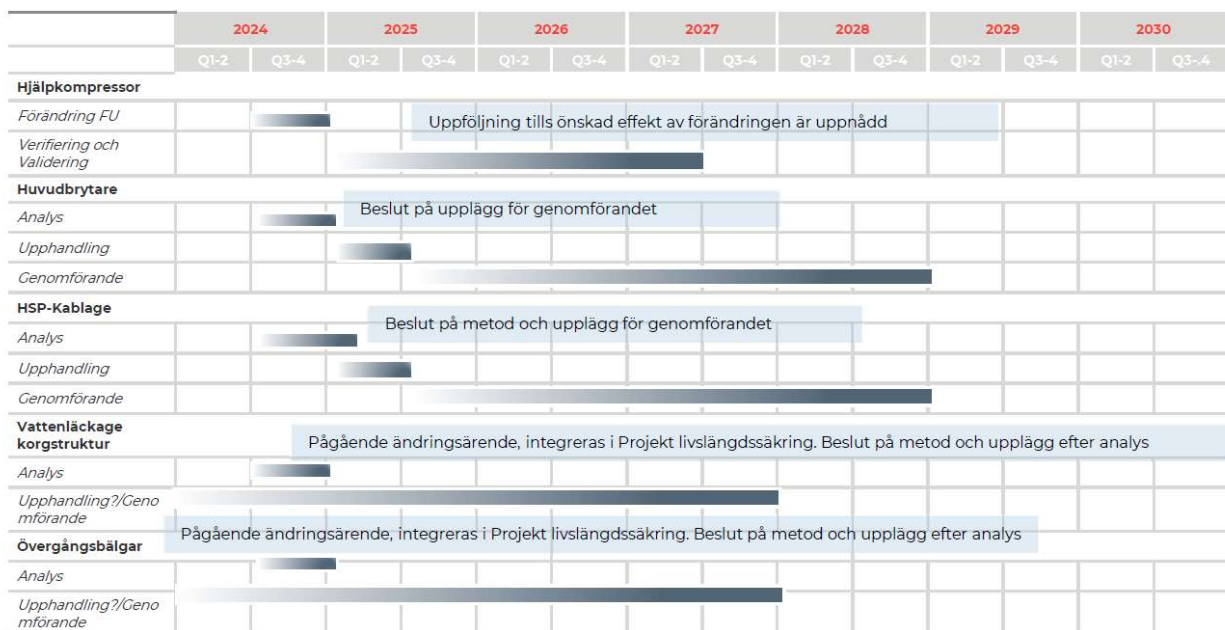 2024 2025 2026 2027 2028 2029 2030
Q1-2 Q3-4 Q1-2 Q3-4 Q1-2 Q3-4 Q1-2 Q3-4 Q1-2 Q3-4 Q1-2 Q3-4 Q1-2 Q3-.4
Hjälpkompressor
Förändring FU
Uppföljning tills önskad effekt av förändringen är uppnådd
Verifiering och
Validering
Huvudbrytare
Analys
Beslut på upplägg för genomförandet
Upphandling
Genomförande
HSP-Kablage
Analys
Beslut på metod och upplägg för genomförandet
Upphandling
Genomförande
Vattenläckage
korgstruktur
Pågående ändringsärende, integreras i Projekt livslängdssäkring. Beslut på metod och upplägg efter analys
Analys
Upphandling?/Geno
mförande
Pågående ändringsärende, integreras i Projekt livslängdssäkring. Beslut på metod och upplägg efter analys
Övergångsbälgar
Analys
Upphandling?/Geno
mförande